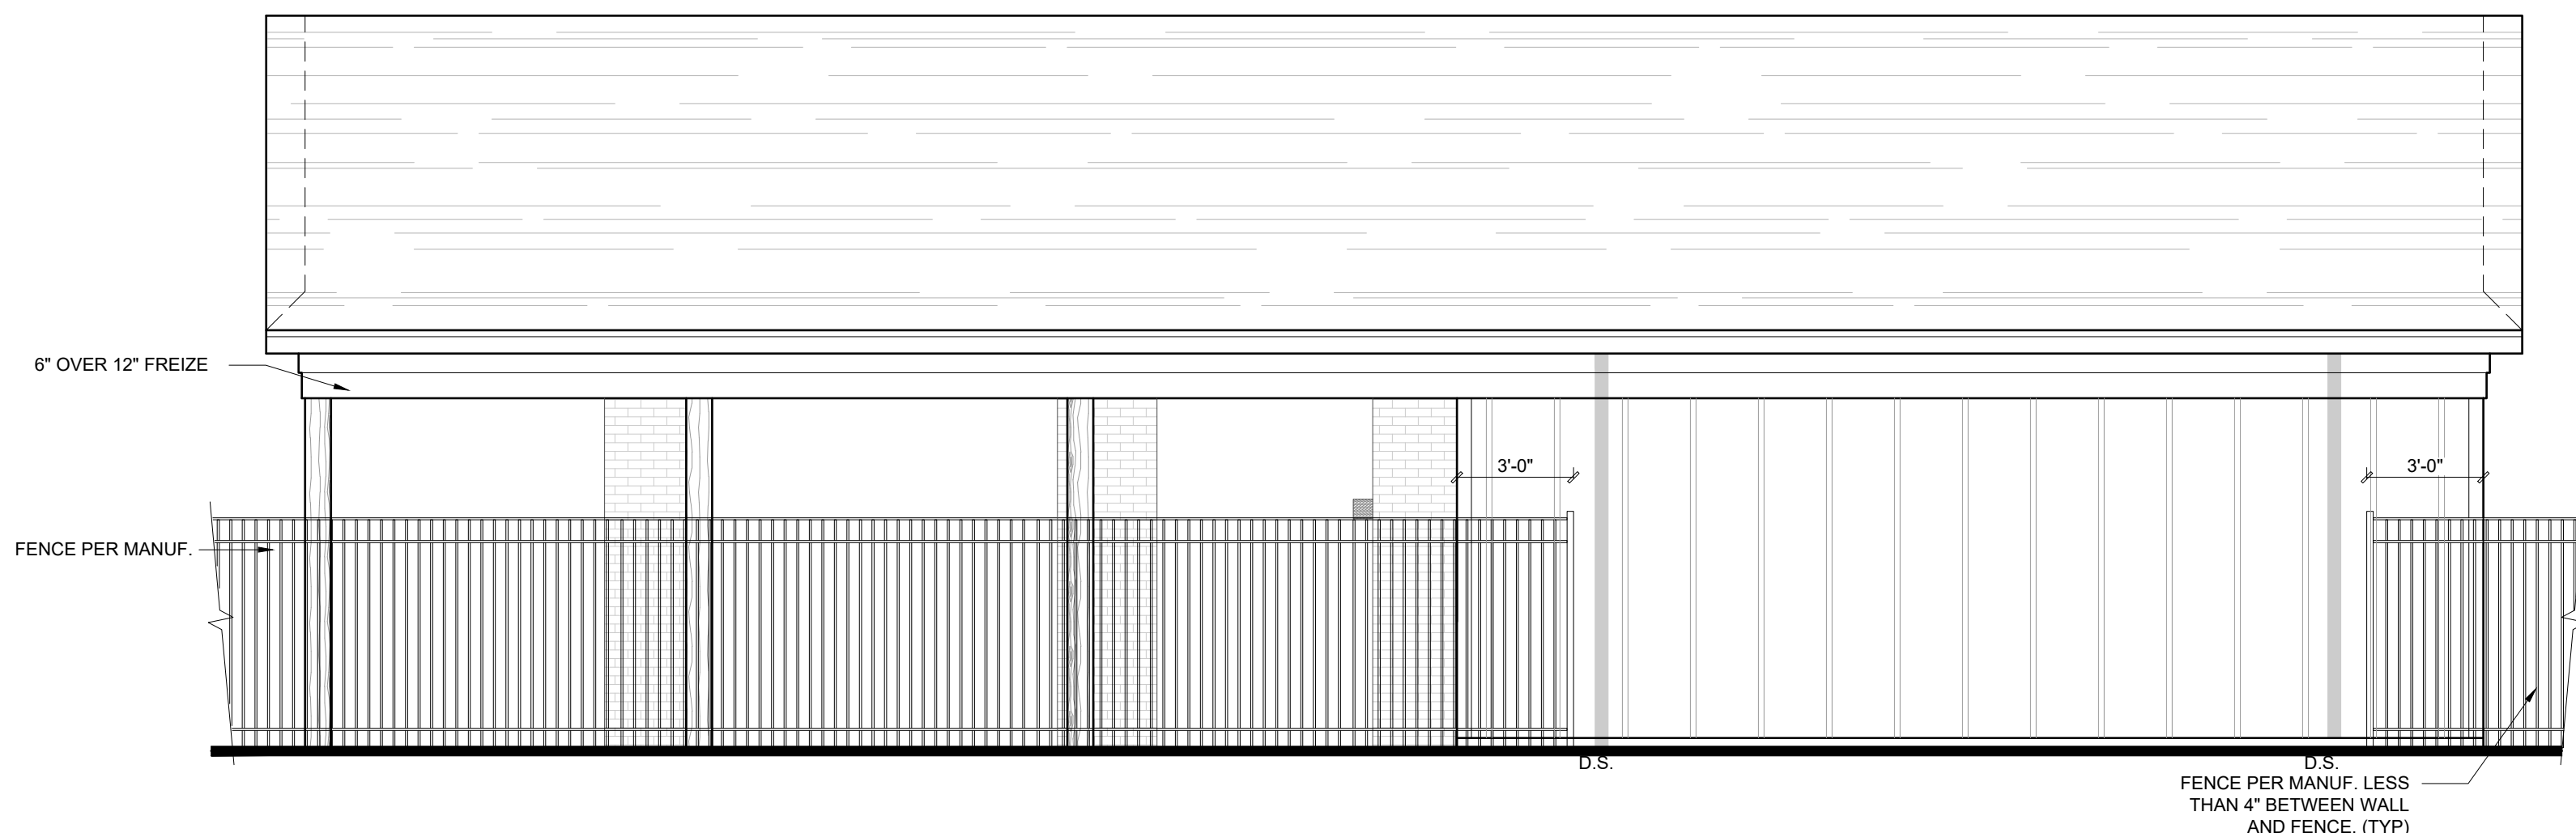 6" OVER 12" FREIZE
3'-0"
3'-0"
FENCE PER MANUF.
D.S.
D.S.
FENCE PER MANUF. LESS
THAN 4" BETWEEN WALL
AND FENCE. (TYP)